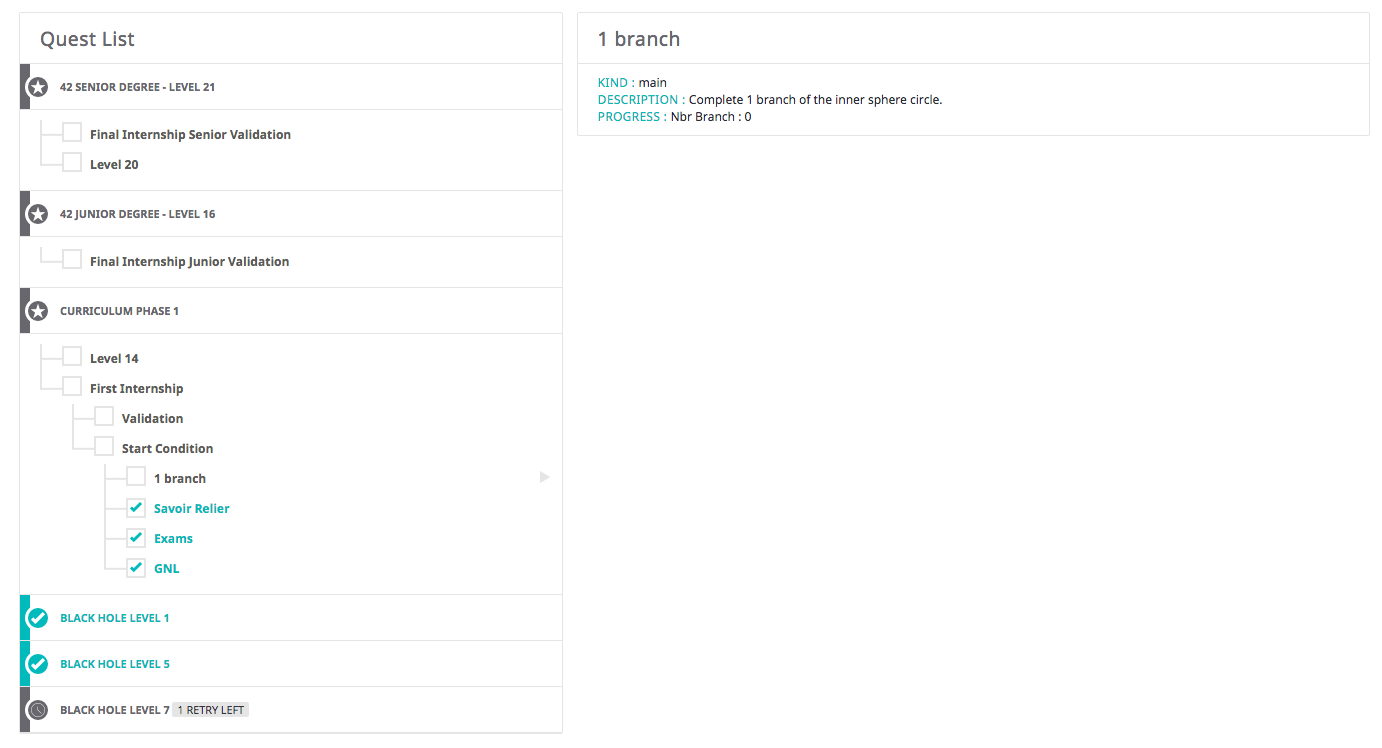 Quest List
42 SENIOR DEGREE - LEVEL 21
Final Internship Senior Validation
Level 20
42 JUNIOR DEGREE - LEVEL 16
Final Internship Junior Validation
CURRICULUM PHASE 1
Level 14
First Internship
Validation
Start Condition
1 branch
Savoir Relier
Exams
GNL
BLACK HOLE LEVEL 1
BLACK HOLE LEVEL 5
BLACK HOLE LEVEL 7 1 RETRY LEFT
1 branch
KIND : main
DESCRIPTION : Complete 1 branch of the inner sphere circle.
PROGRESS : Nbr Branch : 0